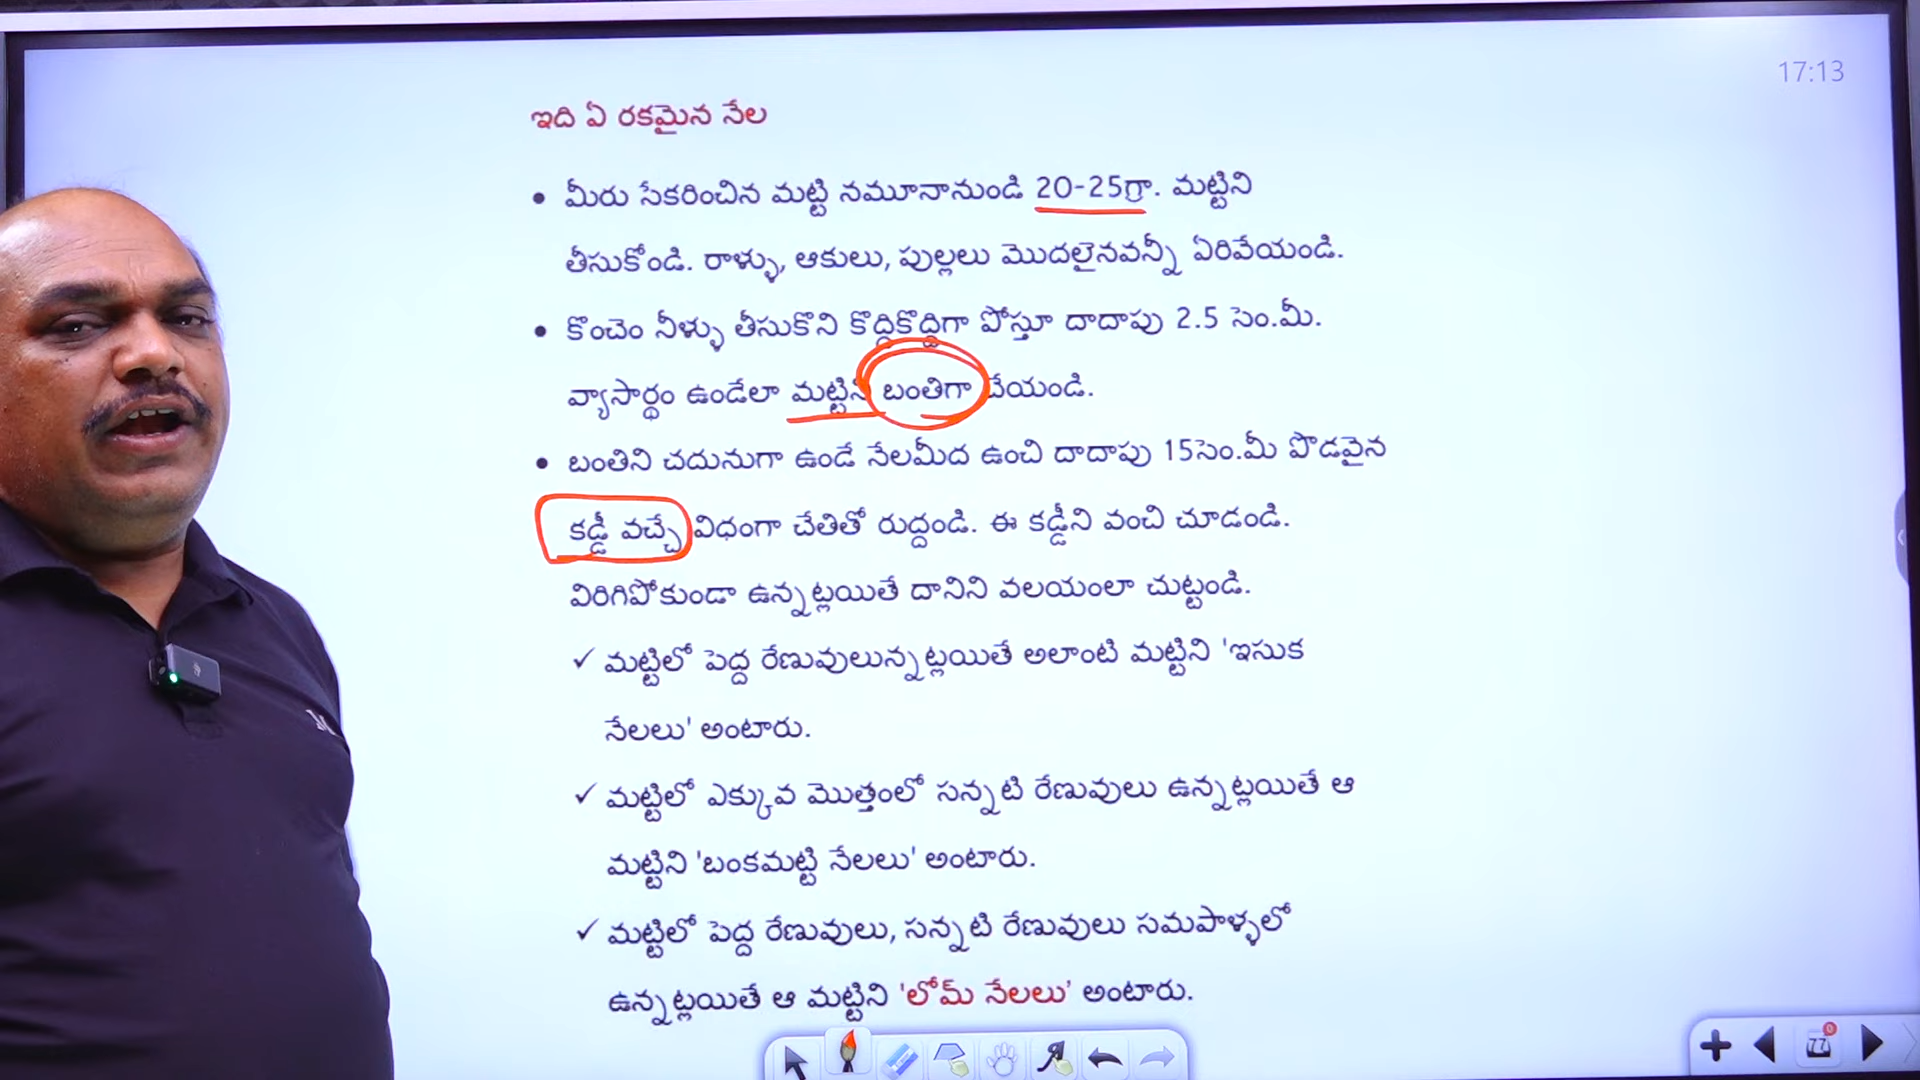 17:13
ఇది ఏ రకమైన నేల
• మీరు సేకరించిన మట్టి నమూనానుండి 20-25గ్రా. మట్టిని
తీసుకోండి. రాళ్ళు, ఆకులు, పుల్లలు మొదలైనవన్నీ ఏరివేయండి.
• కొంచెం నీళ్ళు తీసుకొని కొద్దికొద్దిగా పోస్తూ దాదాపు 2.5 సెం.మీ.
వ్యాసార్థం ఉండేలా మట్టిని బంతిగా చేయండి.
• బంతిని చదునుగా ఉండే నేలమీద ఉంచి దాదాపు 15సెం.మీ పొడవైన
కడ్డీ వచ్చే విధంగా చేతితో రుద్దండి. ఈ కడ్డీని వంచి చూడండి.
విరిగిపోకుండా ఉన్నట్లయితే దానిని వలయంలా చుట్టండి.
✓ మట్టిలో పెద్ద రేణువులున్నట్లయితే అలాంటి మట్టిని 'ఇసుక
నేలలు' అంటారు.
✓ మట్టిలో ఎక్కువ మొత్తంలో సన్నటి రేణువులు ఉన్నట్లయితే ఆ
మట్టిని 'బంకమట్టి నేలలు' అంటారు.
✓ మట్టిలో పెద్ద రేణువులు, సన్నటి రేణువులు సమపాళ్ళలో
ఉన్నట్లయితే ఆ మట్టిని 'లోమ్ నేలలు' అంటారు.
77